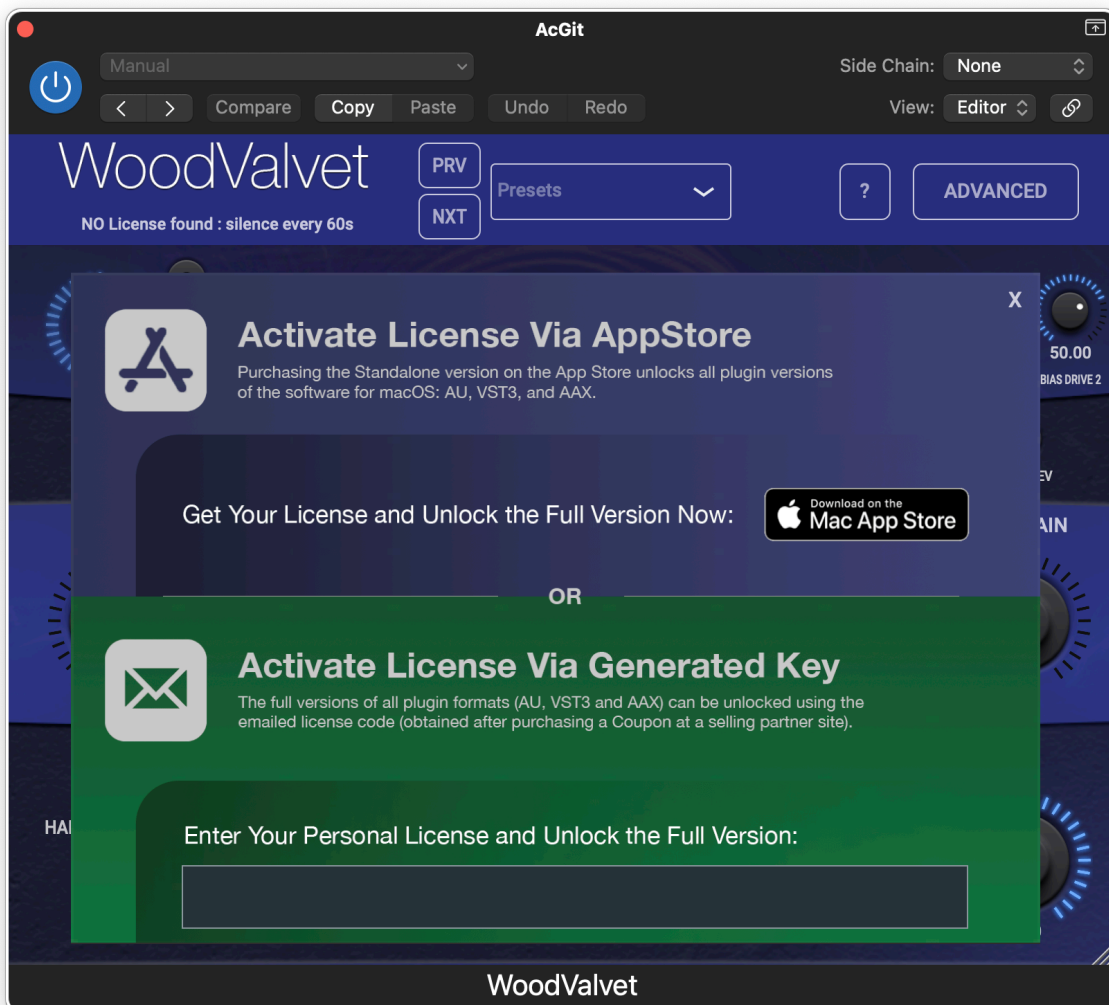 AcGit
Manual
Side Chain: None
Compare Copy Paste Undo Redo
View: Editor
WoodValvet
NO License found : silence every 60s
PRV
NXT
Presets
?
ADVANCED
X
Activate License Via AppStore
Purchasing the Standalone version on the App Store unlocks all plugin versions
of the software for macOS: AU, VST3, and AAX.
50.00
BIAS DRIVE 2
EV
Get Your License and Unlock the Full Version Now:
Download on the
Mac App Store
AIN
OR
Activate License Via Generated Key
The full versions of all plugin formats (AU, VST3 and AAX) can be unlocked using the
emailed license code (obtained after purchasing a Coupon at a selling partner site).
HAI
Enter Your Personal License and Unlock the Full Version:
WoodValvet